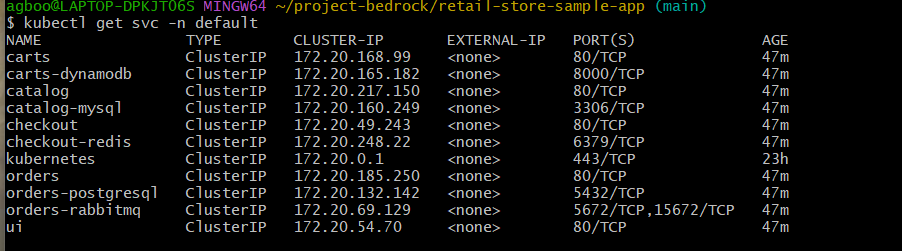 agboo@LAPTOP-DPKJT06S MINGW64 ~/project-bedrock/retail-store-sample-app (main)
$ kubectl get svc -n default
NAME TYPE CLUSTER-IP EXTERNAL-IP PORT(S) AGE
carts ClusterIP 172.20.168.99 <none> 80/TCP 47m
carts-dynamodb ClusterIP 172.20.165.182 <none> 8000/TCP 47m
catalog ClusterIP 172.20.217.150 <none> 80/TCP 47m
catalog-mysql ClusterIP 172.20.160.249 <none> 3306/TCP 47m
checkout ClusterIP 172.20.49.243 <none> 80/TCP 47m
checkout-redis ClusterIP 172.20.248.22 <none> 6379/TCP 47m
kubernetes ClusterIP 172.20.0.1 <none> 443/TCP 23h
orders ClusterIP 172.20.185.250 <none> 80/TCP 47m
orders-postgresql ClusterIP 172.20.132.142 <none> 5432/TCP 47m
orders-rabbitmq ClusterIP 172.20.69.129 <none> 5672/TCP,15672/TCP 47m
ui ClusterIP 172.20.54.70 <none> 80/TCP 47m